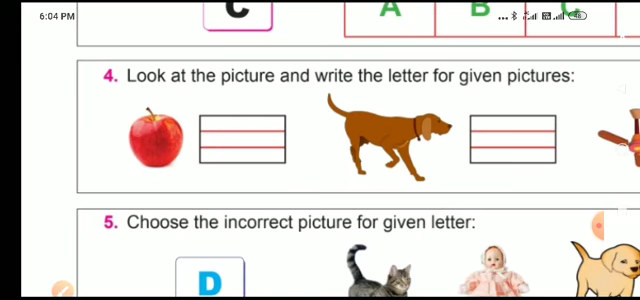 6:04 PM
48
C
A B C
4. Look at the picture and write the letter for given pictures:
5. Choose the incorrect picture for given letter:
D